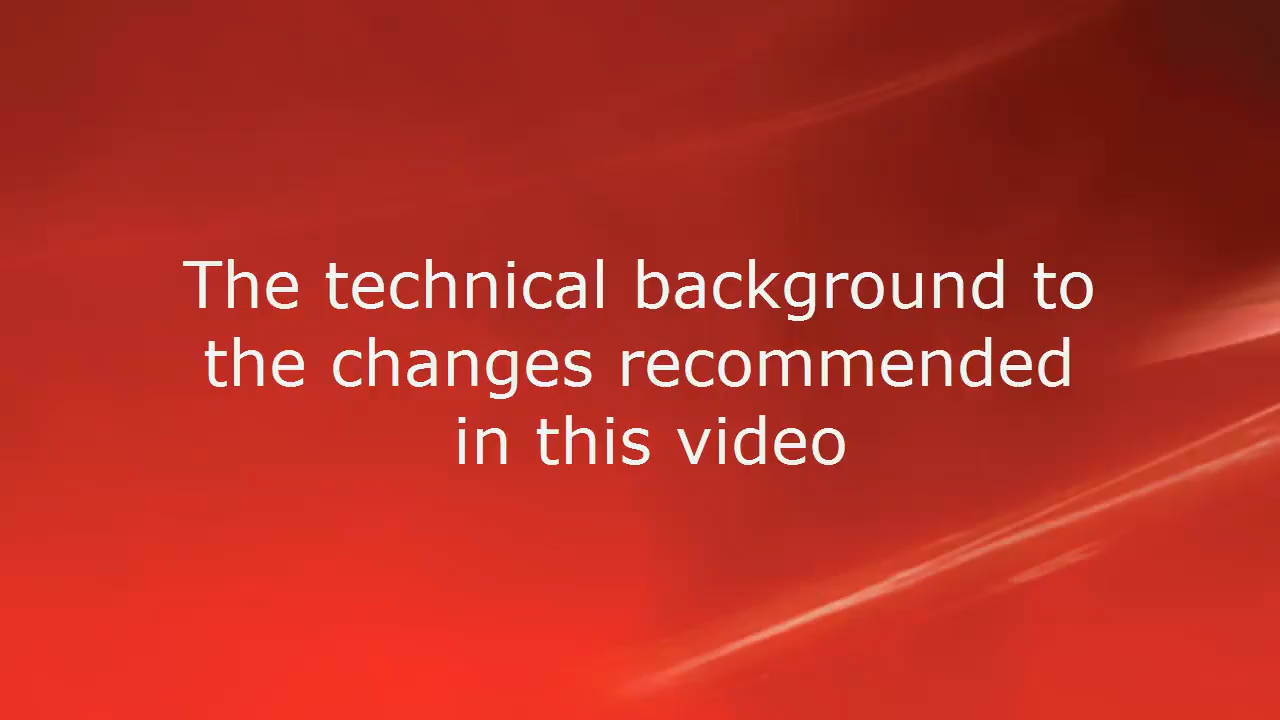 The technical background to
the changes recommended
in this video